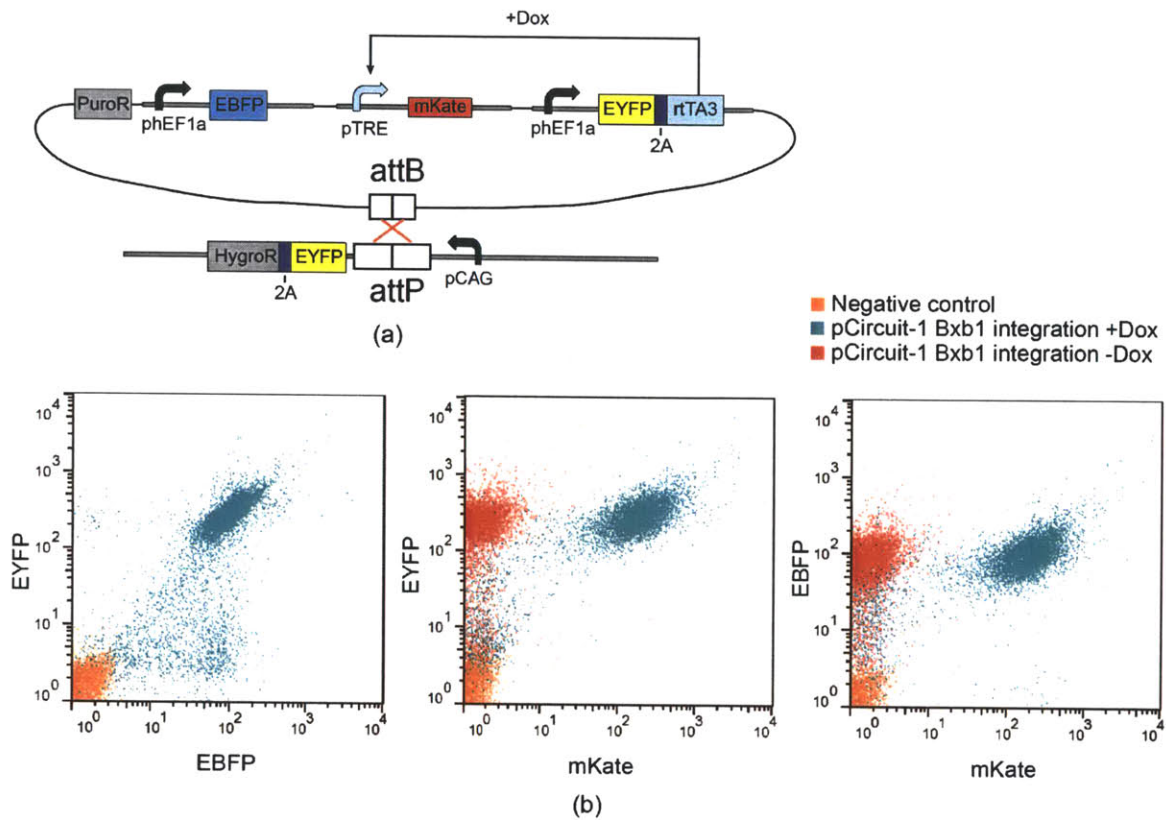 +Dox
PuroR
phEF1a
EBFP
pTRE
mKate
phEF1a
EYFP
rtTA3
2A
attB
HygroR
EYFP
2A
attP
pCAG
(a)
Negative control
pCircuit-1 Bxb1 integration +Dox
pCircuit-1 Bxb1 integration -Dox
EYFP
10^4
10^3
10^2
10^1
10^0
10^0 10^1 10^2 10^3 10^4
EBFP
EYFP
10^4
10^3
10^2
10^1
10^0
10^0 10^1 10^2 10^3 10^4
mKate
EBFP
10^4
10^3
10^2
10^1
10^0
10^0 10^1 10^2 10^3 10^4
mKate
(b)